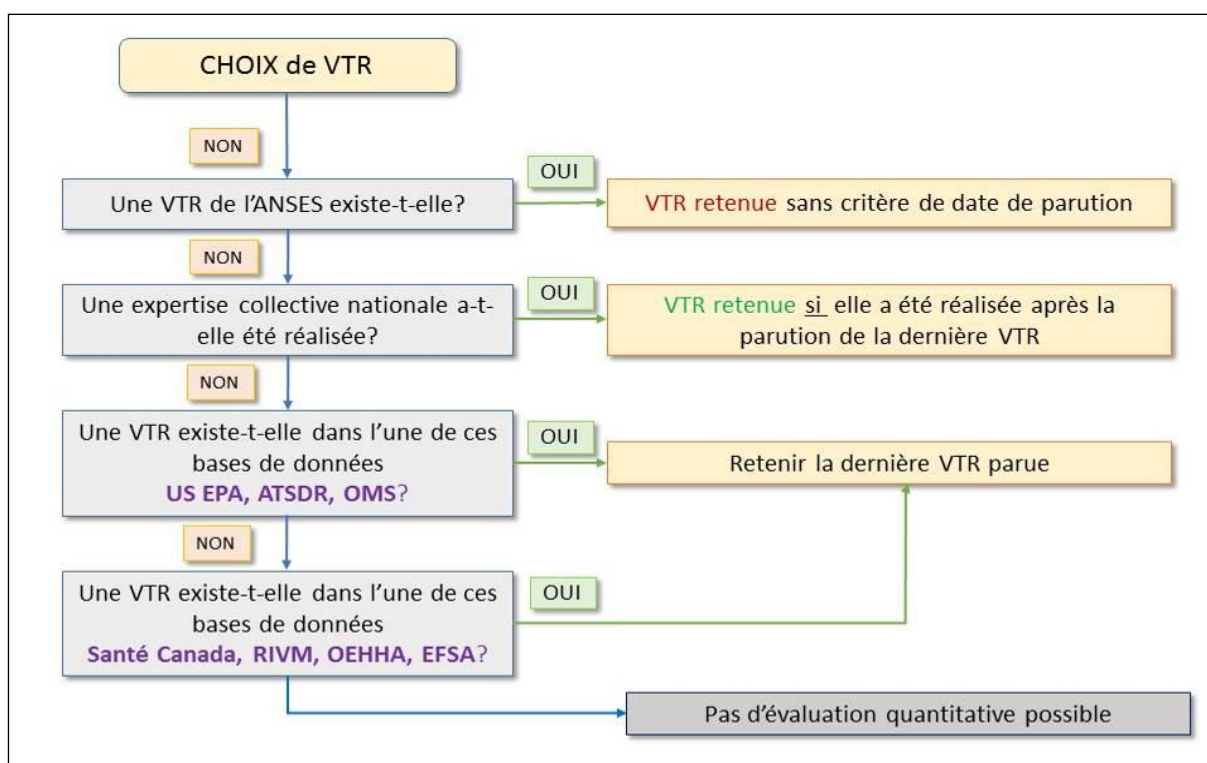 CHOIX de VTR
NON
OUI
Une VTR de l'ANSES existe-t-elle?
VTR retenue sans critère de date de parution
NON
OUI
Une expertise collective nationale a-t-
elle été réalisée?
VTR retenue si elle a été réalisée après la
parution de la dernière VTR
NON
Une VTR existe-t-elle dans l'une de ces
bases de données
US EPA, ATSDR, OMS?
OUI
Retenir la dernière VTR parue
NON
Une VTR existe-t-elle dans l'une de ces
bases de données
Santé Canada, RIVM, OEHHA, EFSA?
OUI
Pas d'évaluation quantitative possible